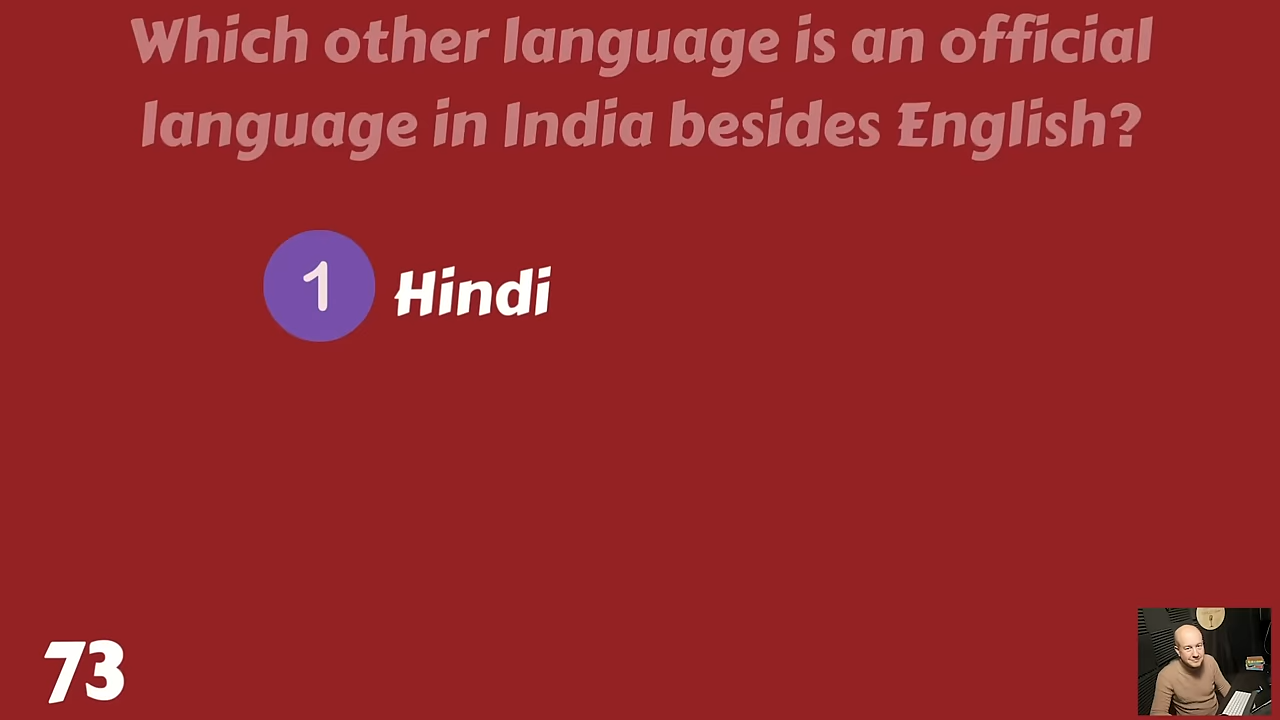 Which other language is an official
language in India besides English?
1 Hindi
73